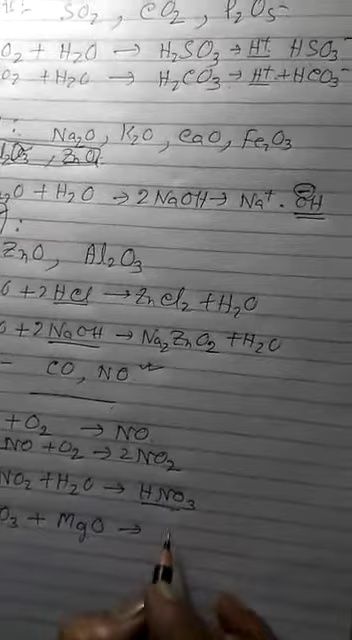 SO₂, CO₂, P₂O₅
O₂ + H₂O → H₂SO₃ → H⁺ HSO₃⁻
O₂ + H₂O → H₂CO₃ → H⁺ + HCO₃⁻
: Na₂O, K₂O, CaO, Fe₂O₃
, ZnO
O + H₂O → 2NaOH → Na⁺ . OH
:
ZnO, Al₂O₃
+ 2HCl → ZnCl₂ + H₂O
+ 2NaOH → Na₂ZnO₂ + H₂O
- CO, NO
+ O₂ → NO
NO + O₂ → 2NO₂
NO₂ + H₂O → HNO₃
O₃ + MgO →